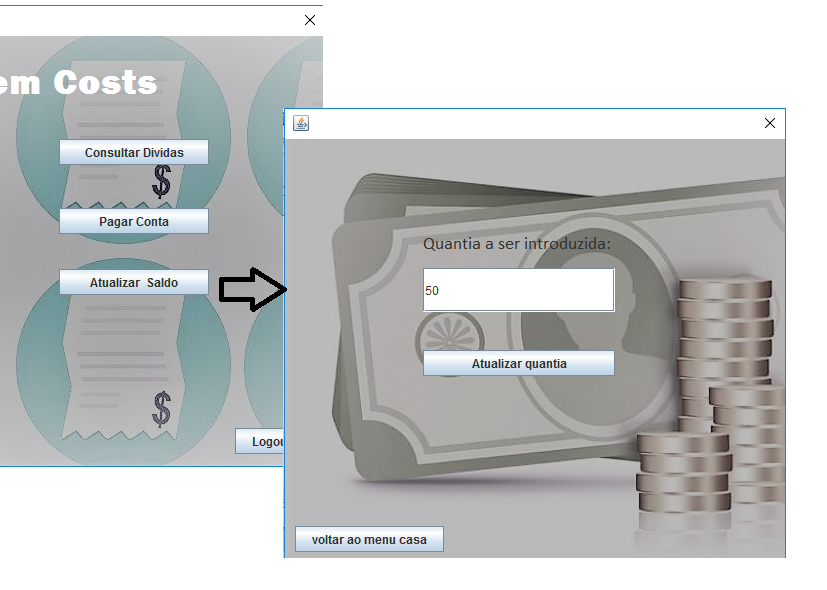 em Costs
Consultar Dividas
$
Pagar Conta
Atualizar Saldo
$
Logou
Quantia a ser introduzida:
50
Atualizar quantia
voltar ao menu casa